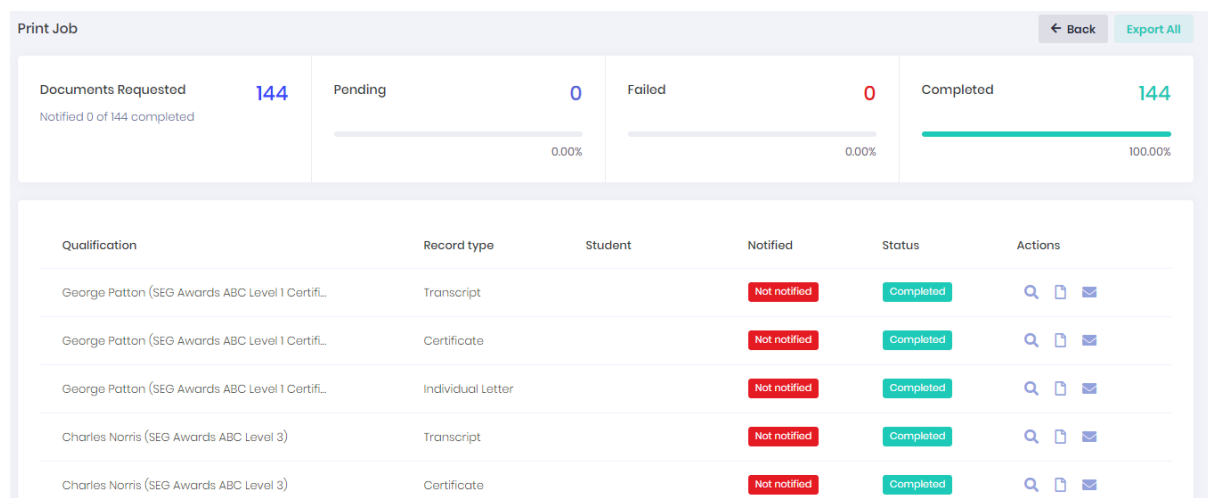 Print Job
← Back
Export All
Documents Requested 144
Notified 0 of 144 completed
Pending 0
0.00%
Failed 0
0.00%
Completed 144
100.00%
Qualification Record type Student Notified Status Actions
George Patton (SEG Awards ABC Level 1 Certifi... Transcript Not notified Completed
George Patton (SEG Awards ABC Level 1 Certifi... Certificate Not notified Completed
George Patton (SEG Awards ABC Level 1 Certifi... Individual Letter Not notified Completed
Charles Norris (SEG Awards ABC Level 3) Transcript Not notified Completed
Charles Norris (SEG Awards ABC Level 3) Certificate Not notified Completed